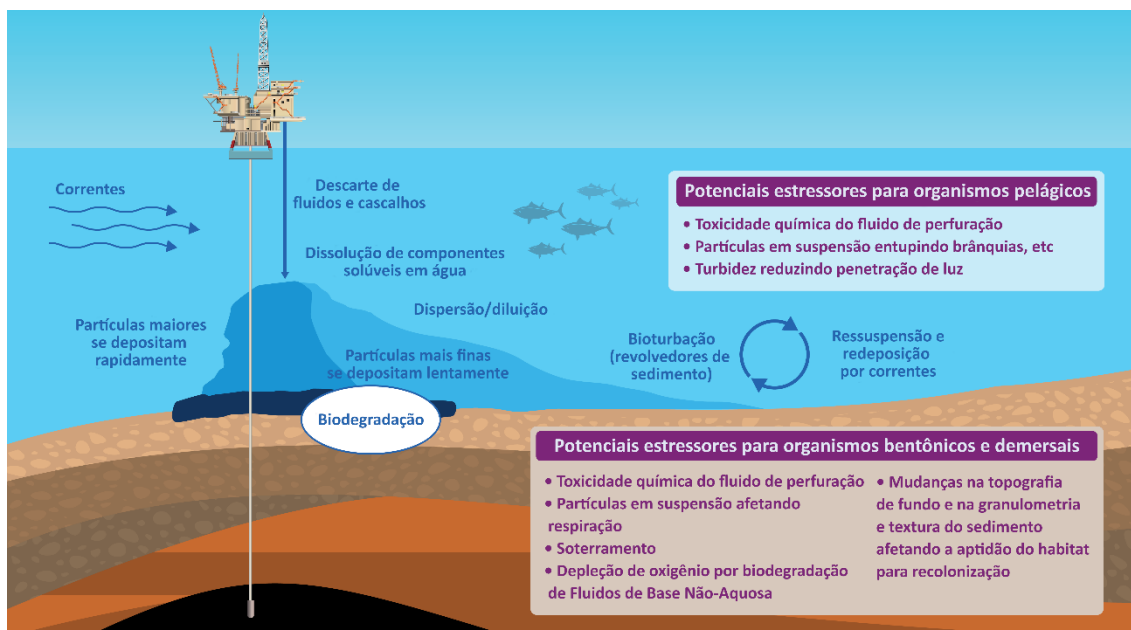 Correntes
Descarte de
fluidos e cascalhos
Dissolução de componentes
solúveis em água
Dispersão/diluição
Partículas maiores
se depositam
rapidamente
Partículas mais finas
se depositam lentamente
Biodegradação
Bioturbação
(revolvedores de
sedimento)
Ressuspensão e
redeposição
por correntes
Potenciais estressores para organismos pelágicos
• Toxicidade química do fluido de perfuração
• Partículas em suspensão entupindo brânquias, etc
• Turbidez reduzindo penetração de luz
Potenciais estressores para organismos bentônicos e demersais
• Toxicidade química do fluido de perfuração
• Partículas em suspensão afetando
respiração
• Soterramento
• Depleção de oxigênio por biodegradação
de Fluidos de Base Não-Aquosa
• Mudanças na topografia
de fundo e na granulometria
e textura do sedimento
afetando a aptidão do habitat
para recolonização